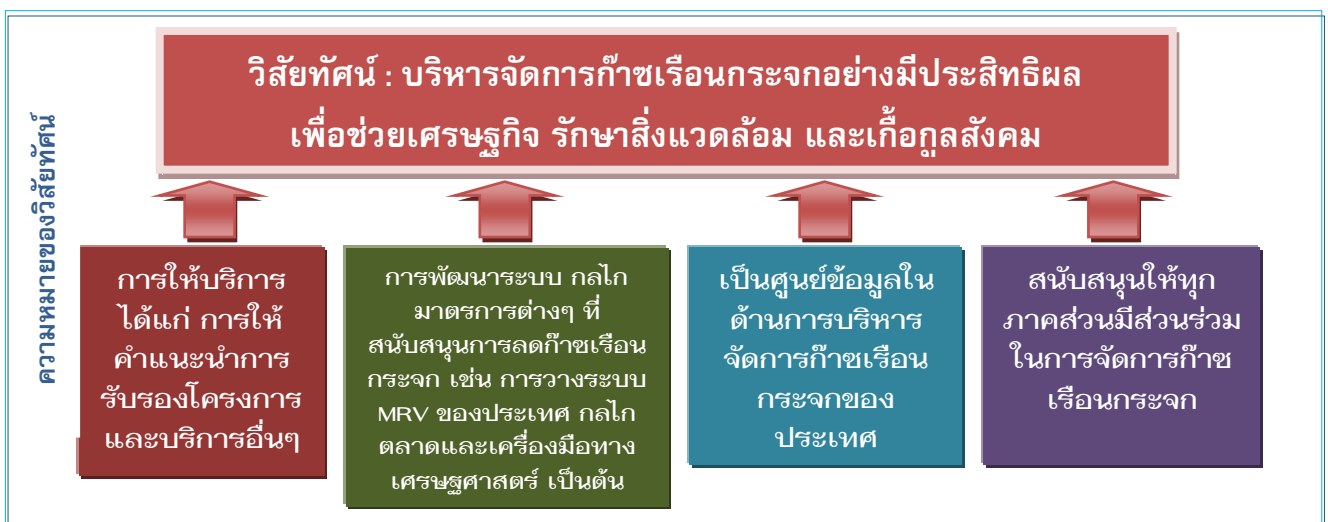 วิสัยทัศน์ : บริหารจัดการก๊าซเรือนกระจกอย่างมีประสิทธิผล
เพื่อช่วยเศรษฐกิจ รักษาสิ่งแวดล้อม และเกื้อกูลสังคม
ความหมายของวิสัยทัศน์
การให้บริการ
ได้แก่ การให้
คำแนะนำการ
รับรองโครงการ
และบริการอื่นๆ
การพัฒนาระบบ กลไก
มาตรการต่างๆ ที่
สนับสนุนการลดก๊าซเรือน
กระจก เช่น การวางระบบ
MRV ของประเทศ กลไก
ตลาดและเครื่องมือทาง
เศรษฐศาสตร์ เป็นต้น
เป็นศูนย์ข้อมูลใน
ด้านการบริหาร
จัดการก๊าซเรือน
กระจกของ
ประเทศ
สนับสนุนให้ทุก
ภาคส่วนมีส่วนร่วม
ในการจัดการก๊าซ
เรือนกระจก